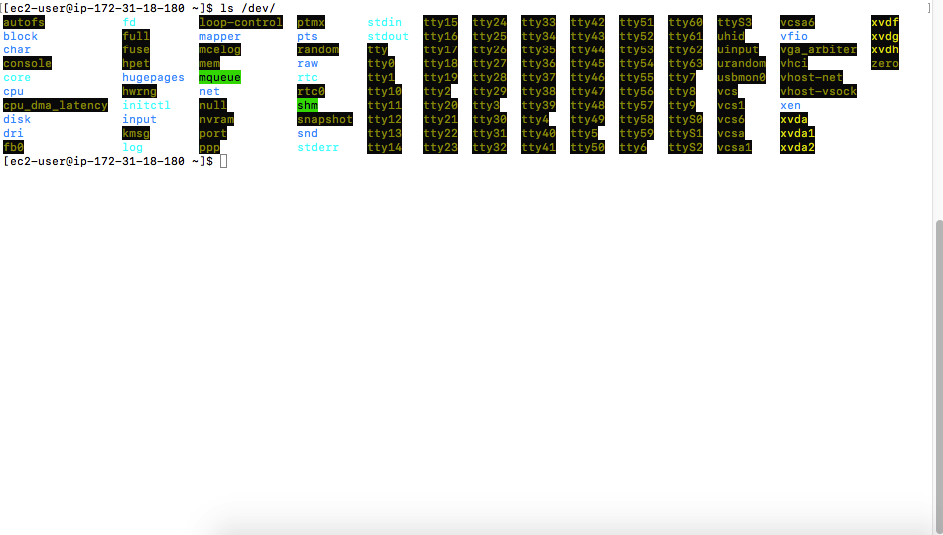 [[ec2-user@ip-172-31-18-180 ~]$ ls /dev/ ]
autofs fd loop-control ptmx stdin tty15 tty24 tty33 tty42 tty51 tty60 ttyS3 vcsa6 xvdf
block full mapper pts stdout tty16 tty25 tty34 tty43 tty52 tty61 uhid vfio xvdg
char fuse mcelog random tty tty17 tty26 tty35 tty44 tty53 tty62 uinput vga_arbiter xvdh
console hpet mem raw tty0 tty18 tty27 tty36 tty45 tty54 tty63 urandom vhci zero
core hugepages mqueue rtc tty1 tty19 tty28 tty37 tty46 tty55 tty7 usbmon0 vhost-net
cpu hwrng net rtc0 tty10 tty2 tty29 tty38 tty47 tty56 tty8 vcs vhost-vsock
cpu_dma_latency initctl null shm tty11 tty20 tty3 tty39 tty48 tty57 tty9 vcs1 xen
disk input nvram snapshot tty12 tty21 tty30 tty4 tty49 tty58 ttyS0 vcs6 xvda
dri kmsg port snd tty13 tty22 tty31 tty40 tty5 tty59 ttyS1 vcsa xvda1
fb0 log ppp stderr tty14 tty23 tty32 tty41 tty50 tty6 ttyS2 vcsa1 xvda2
[ec2-user@ip-172-31-18-180 ~]$